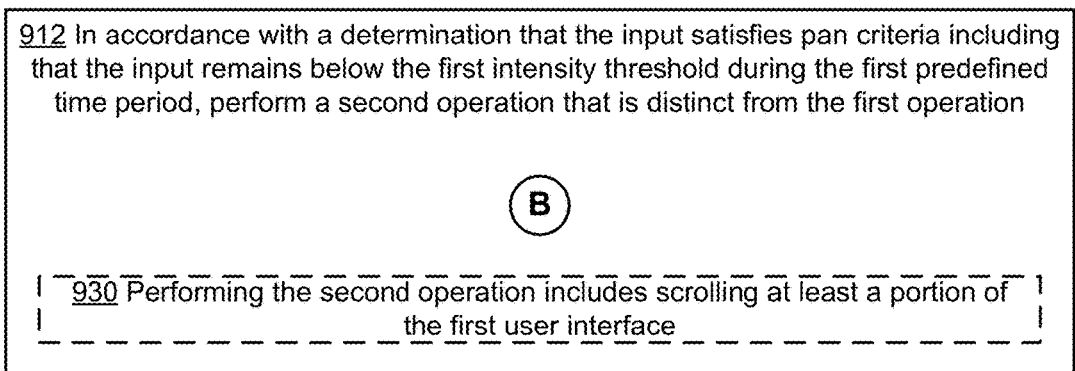 912 In accordance with a determination that the input satisfies pan criteria including
that the input remains below the first intensity threshold during the first predefined
time period, perform a second operation that is distinct from the first operation
B
930 Performing the second operation includes scrolling at least a portion of
the first user interface